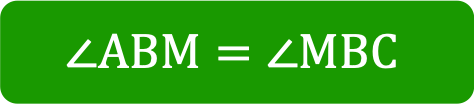 ∠ABM = ∠MBC